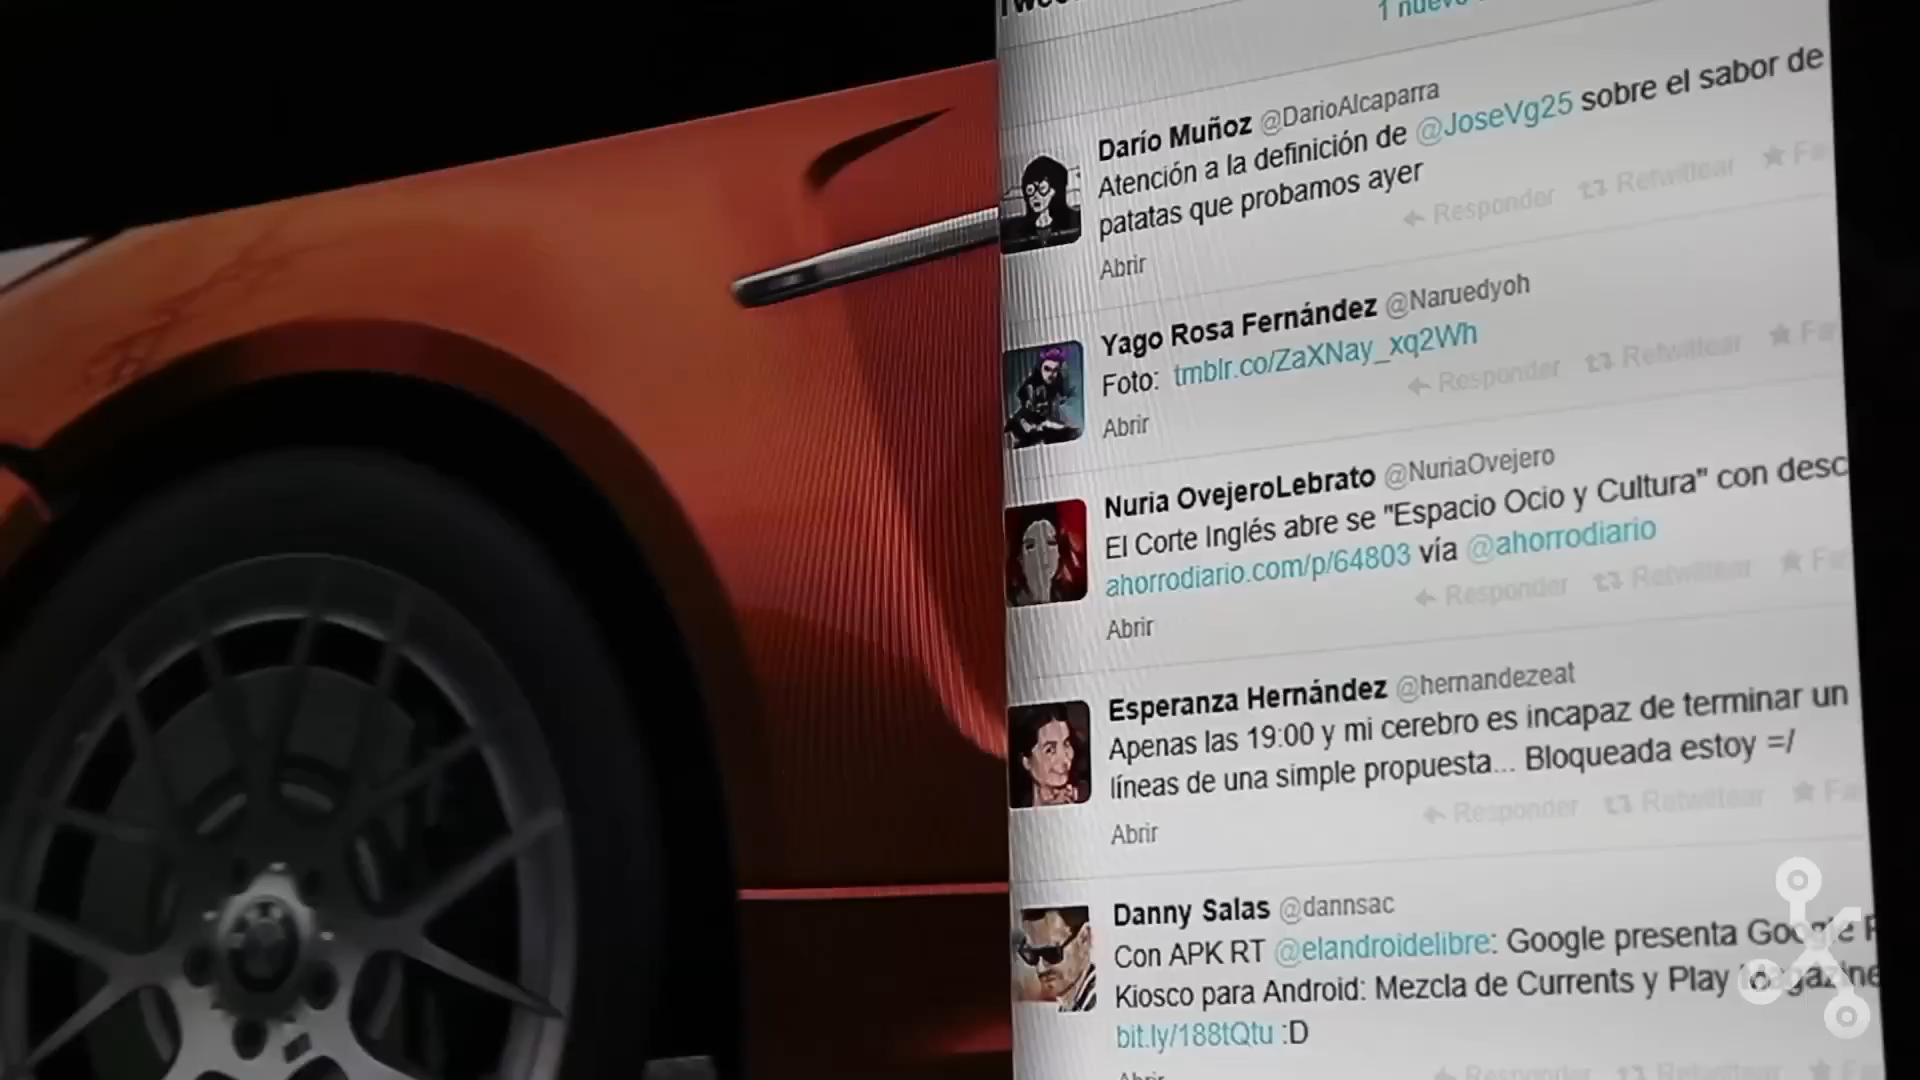 1 nuevo
Darío Muñoz @DarioAlcaparra
Atención a la definición de @JoseVg25 sobre el sabor de
patatas que probamos ayer
Responder Retwittear
Abrir
Yago Rosa Fernández @Naruedyoh
Foto: tmblr.co/ZaXNay_xq2Wh
Responder Retwittear
Abrir
Nuria OvejeroLebrato @NuriaOvejero
El Corte Inglés abre se "Espacio Ocio y Cultura" con desc
ahorrodiario.com/p/64803 vía @ahorrodiario
Responder Retwittear
Abrir
Esperanza Hernández @hernandezeat
Apenas las 19:00 y mi cerebro es incapaz de terminar un
líneas de una simple propuesta... Bloqueada estoy =/
Responder Retwittear
Abrir
Danny Salas @dannsac
Con APK RT @elandroidelibre: Google presenta Google P
Kiosco para Android: Mezcla de Currents y Play Magazine
bit.ly/188tQtu :D
Abrir Responder Retwittear